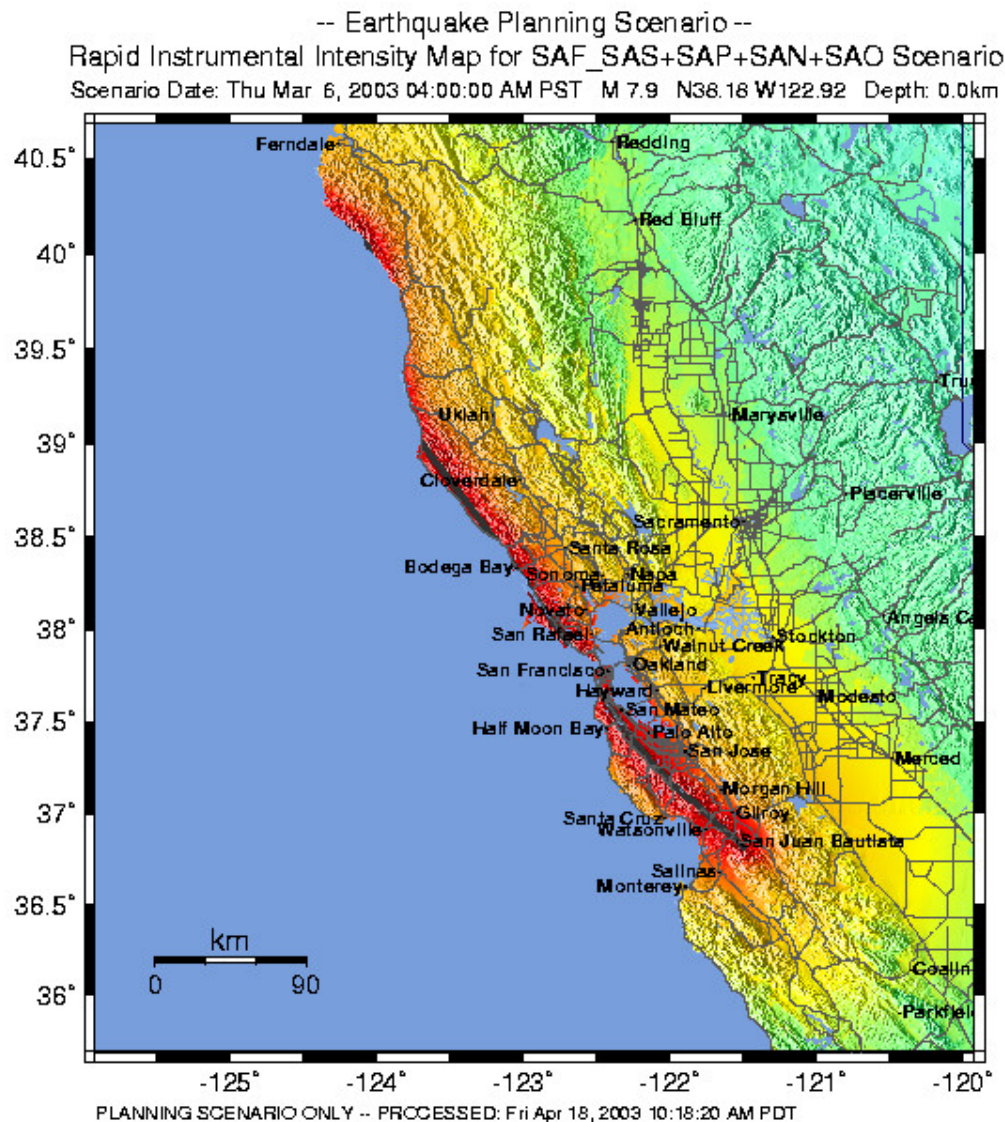 -- Earthquake Planning Scenario --
Rapid Instrumental Intensity Map for SAF_SAS+SAP+SAN+SAO Scenario
Scenario Date: Thu Mar 6, 2003 04:00:00 AM PST M 7.9 N38.18 W122.92 Depth: 0.0km
40.5°
Ferndale
Redding
Red Bluff
40°
39.5°
Tru
Ukiah
Marysville
39°
Cloverdale
Placerville
Sacramento
38.5°
Santa Rosa
Bodega Bay
Sonoma
Napa
Petaluma
Novato
Vallejo
Angels Ca
38°
San Rafael
Antioch
Stockton
Walnut Creek
San Francisco
Oakland
Tracy
Hayward
Livermore
Modesto
37.5°
San Mateo
Half Moon Bay
Palo Alto
San Jose
Merced
Morgan Hill
37°
Santa Cruz
Gilroy
Watsonville
San Juan Bautista
Salinas
Monterey
36.5°
km
0 90
Coalin
36°
Parkfiel
-125° -124° -123° -122° -121° -120°
PLANNING SCENARIO ONLY -- PROCESSED: Fri Apr 18, 2003 10:18:20 AM PDT